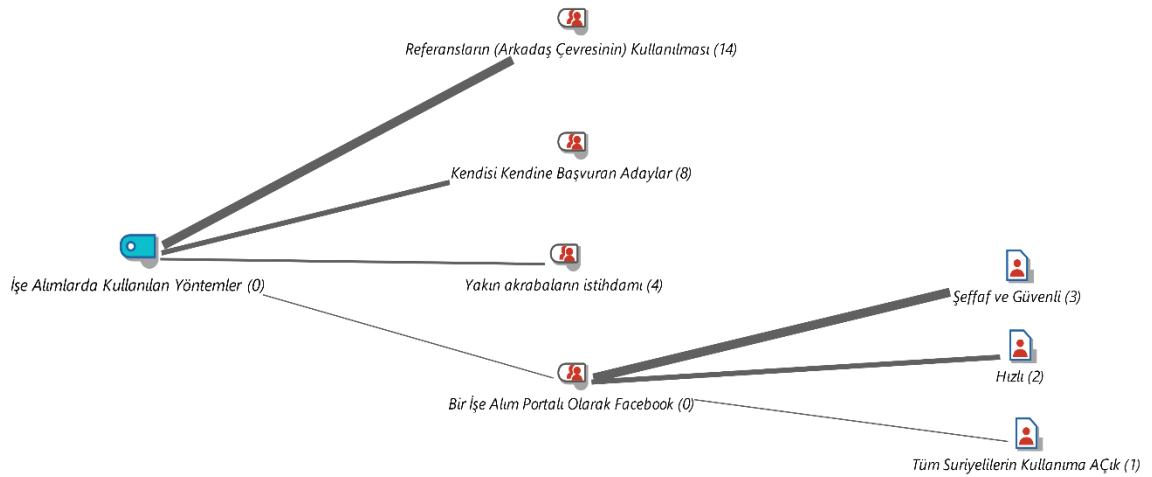 Referansların (Arkadaş Çevresinin) Kullanılması (14)
Kendisi Kendine Başvuran Adaylar (8)
İşe Alımlarda Kullanılan Yöntemler (0)
Yakın akrabaların istihdamı (4)
Şeffaf ve Güvenli (3)
Hızlı (2)
Bir İşe Alım Portalı Olarak Facebook (0)
Tüm Suriyelilerin Kullanıma AÇık (1)